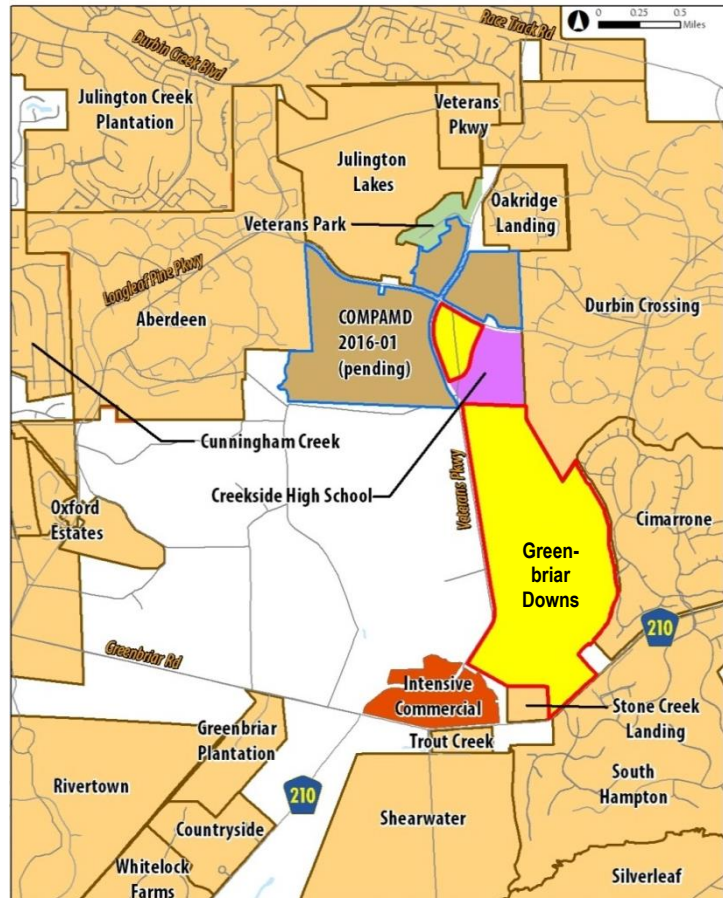 0 0.25 0.5
Miles
Race Track Rd
Durbin Creek Blvd
Julington Creek
Plantation
Veterans
Pkwy
Julington
Lakes
Oakridge
Landing
Veterans Park
Longleaf Pine Pkwy
Aberdeen
COMPAMD
2016-01
(pending)
Durbin Crossing
Cunningham Creek
Creekside High School
Veterans Pkwy
Oxford
Estates
Cimarrone
Green-
briar
Downs
210
Greenbriar Rd
Intensive
Commercial
Stone Creek
Landing
Greenbriar
Plantation
Trout Creek
Rivertown
210
South
Hampton
Countryside
Shearwater
Whitelock
Farms
Silverleaf